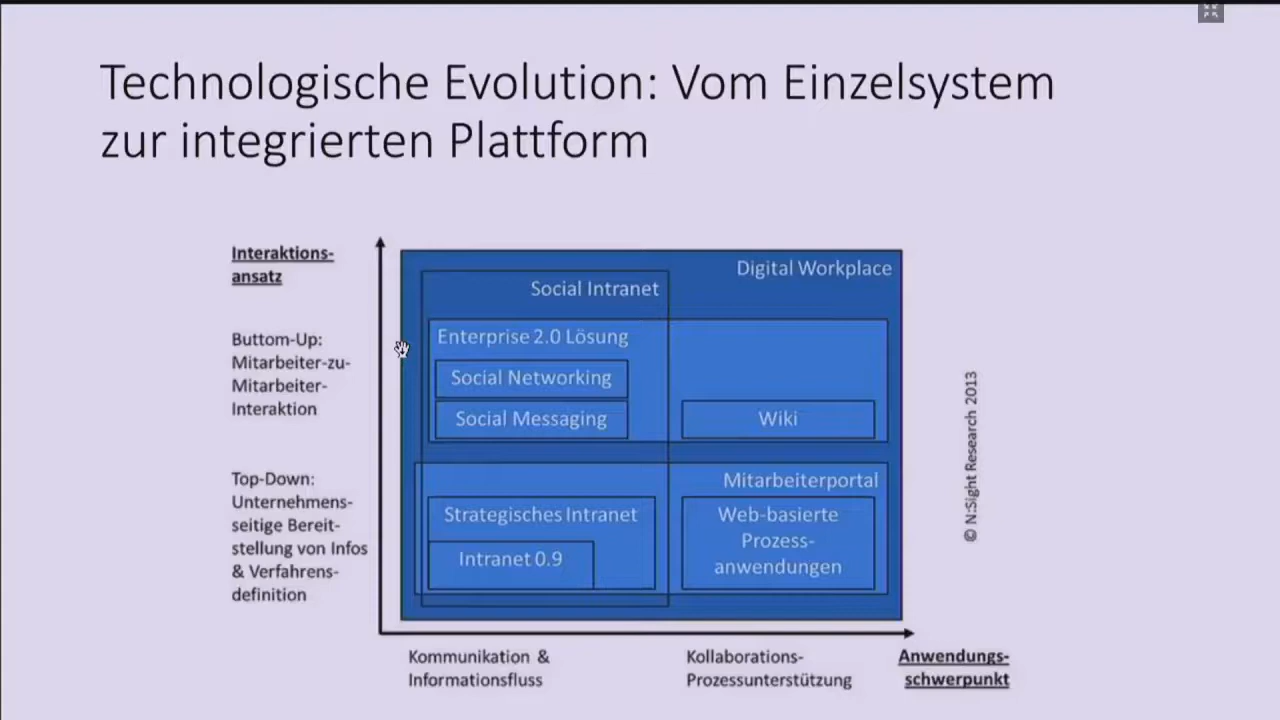 Technologische Evolution: Vom Einzelsystem
zur integrierten Plattform
Interaktions-
ansatz
Buttom-Up:
Mitarbeiter-zu-
Mitarbeiter-
Interaktion
Top-Down:
Unternehmens-
seitige Bereit-
stellung von Infos
& Verfahrens-
definition
Digital Workplace
Social Intranet
Enterprise 2.0 Lösung
Social Networking
Social Messaging
Wiki
Mitarbeiterportal
Strategisches Intranet
Intranet 0.9
Web-basierte
Prozess-
anwendungen
© N:Sight Research 2013
Kommunikation &
Informationsfluss
Kollaborations-
Prozessunterstützung
Anwendungs-
schwerpunkt